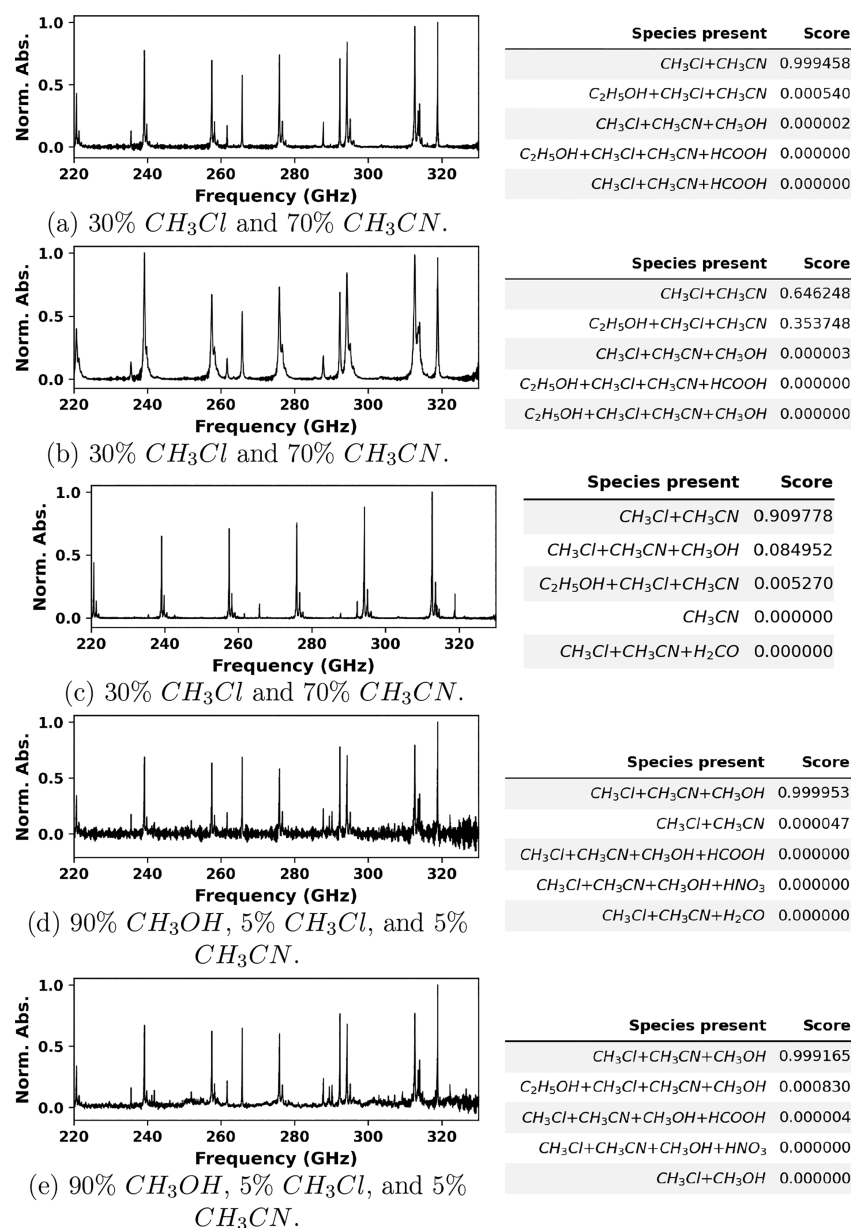 Norm. Abs.
1.0
0.5
0.0
220 240 260 280 300 320
Frequency (GHz)
Species present Score
CH₃Cl+CH₃CN 0.999458
C₂H₅OH+CH₃Cl+CH₃CN 0.000540
CH₃Cl+CH₃CN+CH₃OH 0.000002
C₂H₅OH+CH₃Cl+CH₃CN+HCOOH 0.000000
CH₃Cl+CH₃CN+HCOOH 0.000000
(a) 30% CH₃Cl and 70% CH₃CN.
Norm. Abs.
1.0
0.5
0.0
220 240 260 280 300 320
Frequency (GHz)
Species present Score
CH₃Cl+CH₃CN 0.646248
C₂H₅OH+CH₃Cl+CH₃CN 0.353748
CH₃Cl+CH₃CN+CH₃OH 0.000003
C₂H₅OH+CH₃Cl+CH₃CN+HCOOH 0.000000
C₂H₅OH+CH₃Cl+CH₃CN+CH₃OH 0.000000
(b) 30% CH₃Cl and 70% CH₃CN.
Norm. Abs.
1.0
0.5
0.0
220 240 260 280 300 320
Frequency (GHz)
Species present Score
CH₃Cl+CH₃CN 0.909778
CH₃Cl+CH₃CN+CH₃OH 0.084952
C₂H₅OH+CH₃Cl+CH₃CN 0.005270
CH₃CN 0.000000
CH₃Cl+CH₃CN+H₂CO 0.000000
(c) 30% CH₃Cl and 70% CH₃CN.
Norm. Abs.
1.0
0.5
0.0
220 240 260 280 300 320
Frequency (GHz)
Species present Score
CH₃Cl+CH₃CN+CH₃OH 0.999953
CH₃Cl+CH₃CN 0.000047
CH₃Cl+CH₃CN+CH₃OH+HCOOH 0.000000
CH₃Cl+CH₃CN+CH₃OH+HNO₃ 0.000000
CH₃Cl+CH₃CN+H₂CO 0.000000
(d) 90% CH₃OH, 5% CH₃Cl, and 5%
CH₃CN.
Norm. Abs.
1.0
0.5
0.0
220 240 260 280 300 320
Frequency (GHz)
Species present Score
CH₃Cl+CH₃CN+CH₃OH 0.999165
C₂H₅OH+CH₃Cl+CH₃CN+CH₃OH 0.000830
CH₃Cl+CH₃CN+CH₃OH+HCOOH 0.000004
CH₃Cl+CH₃CN+CH₃OH+HNO₃ 0.000000
CH₃Cl+CH₃OH 0.000000
(e) 90% CH₃OH, 5% CH₃Cl, and 5%
CH₃CN.